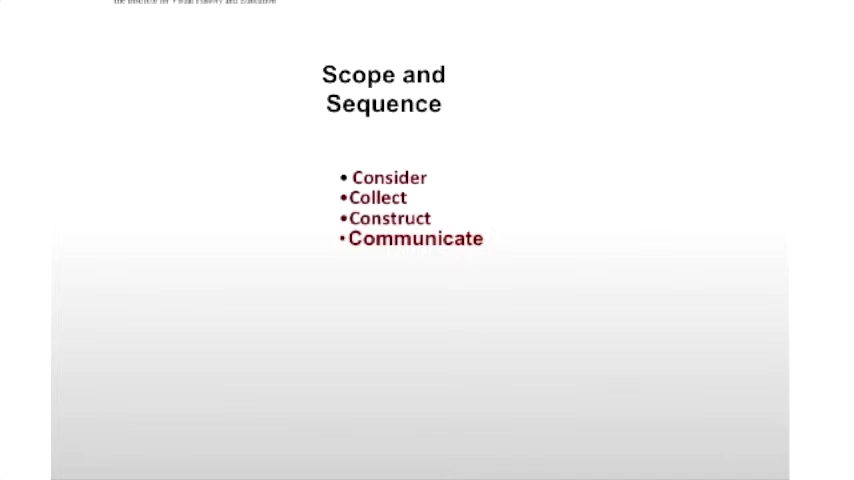 Scope and
Sequence
• Consider
•Collect
•Construct
•Communicate